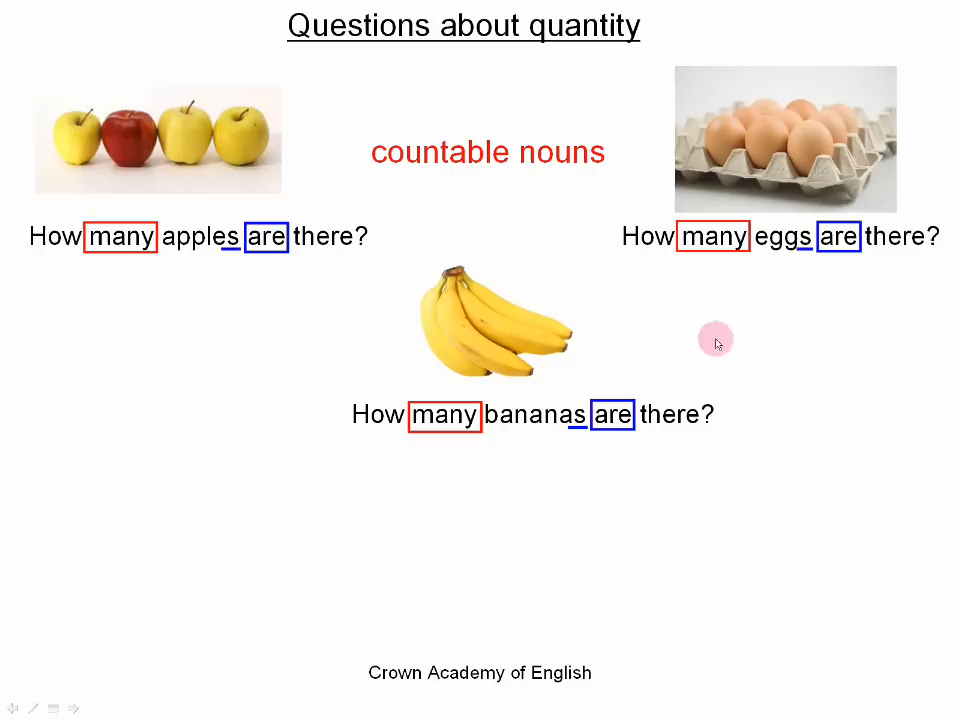 Questions about quantity
countable nouns
How many apples are there?
How many eggs are there?
How many bananas are there?
Crown Academy of English